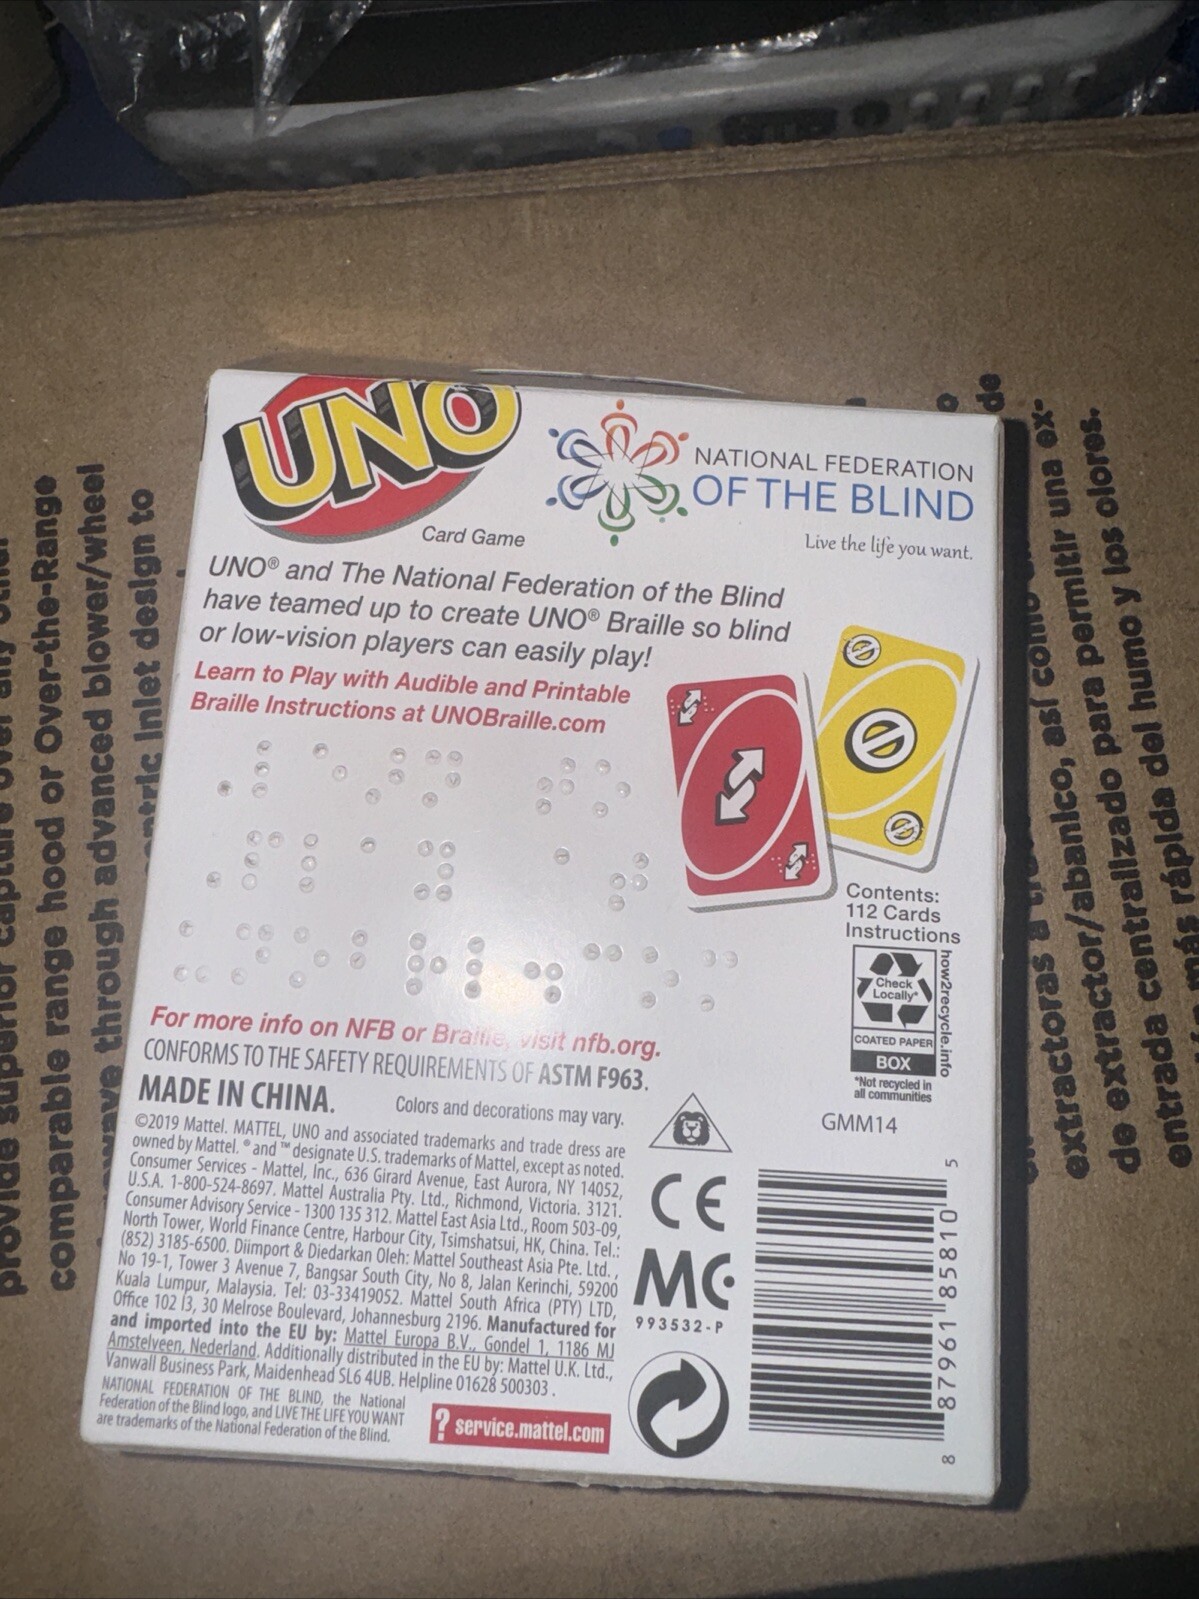 UNO
Card Game
NATIONAL FEDERATION
OF THE BLIND
Live the life you want.
UNO® and The National Federation of the Blind
have teamed up to create UNO® Braille so blind
or low-vision players can easily play!
Learn to Play with Audible and Printable
Braille Instructions at UNOBraille.com
Contents:
112 Cards
Instructions
Check
Locally*
COATED PAPER
BOX
how2recycle.info
*Not recycled in
all communities
GMM14
For more info on NFB or Braille, visit nfb.org.
CONFORMS TO THE SAFETY REQUIREMENTS OF ASTM F963.
MADE IN CHINA.
Colors and decorations may vary.
©2019 Mattel. MATTEL, UNO and associated trademarks and trade dress are
owned by Mattel. ® and ™ designate U.S. trademarks of Mattel, except as noted.
Consumer Services - Mattel, Inc., 636 Girard Avenue, East Aurora, NY 14052,
U.S.A. 1-800-524-8697. Mattel Australia Pty. Ltd., Richmond, Victoria. 3121.
Consumer Advisory Service - 1300 135 312. Mattel East Asia Ltd., Room 503-09,
North Tower, World Finance Centre, Harbour City, Tsimshatsui, HK, China. Tel.:
(852) 3185-6500. Diimport & Diedarkan Oleh: Mattel Southeast Asia Pte. Ltd.,
No 19-1, Tower 3 Avenue 7, Bangsar South City, No 8, Jalan Kerinchi, 59200
Kuala Lumpur, Malaysia. Tel: 03-33419052. Mattel South Africa (PTY) LTD,
Office 102 I3, 30 Melrose Boulevard, Johannesburg 2196. Manufactured for
and imported into the EU by: Mattel Europa B.V., Gondel 1, 1186 MJ
Amstelveen, Nederland. Additionally distributed in the EU by: Mattel U.K. Ltd.,
Vanwall Business Park, Maidenhead SL6 4UB. Helpline 01628 500303.
NATIONAL FEDERATION OF THE BLIND, the National
Federation of the Blind logo, and LIVE THE LIFE YOU WANT
are trademarks of the National Federation of the Blind.
? service.mattel.com
CE
993532-P
8 87961 85810 5
provide superior capture over any other
comparable range hood or Over-the-Range
through advanced blower/wheel
inlet design to
extractoras a
extractor/abanico, así como
de extractor/ centralizado para permitir una ex-
entrada central del humo y los olores.
más rápida